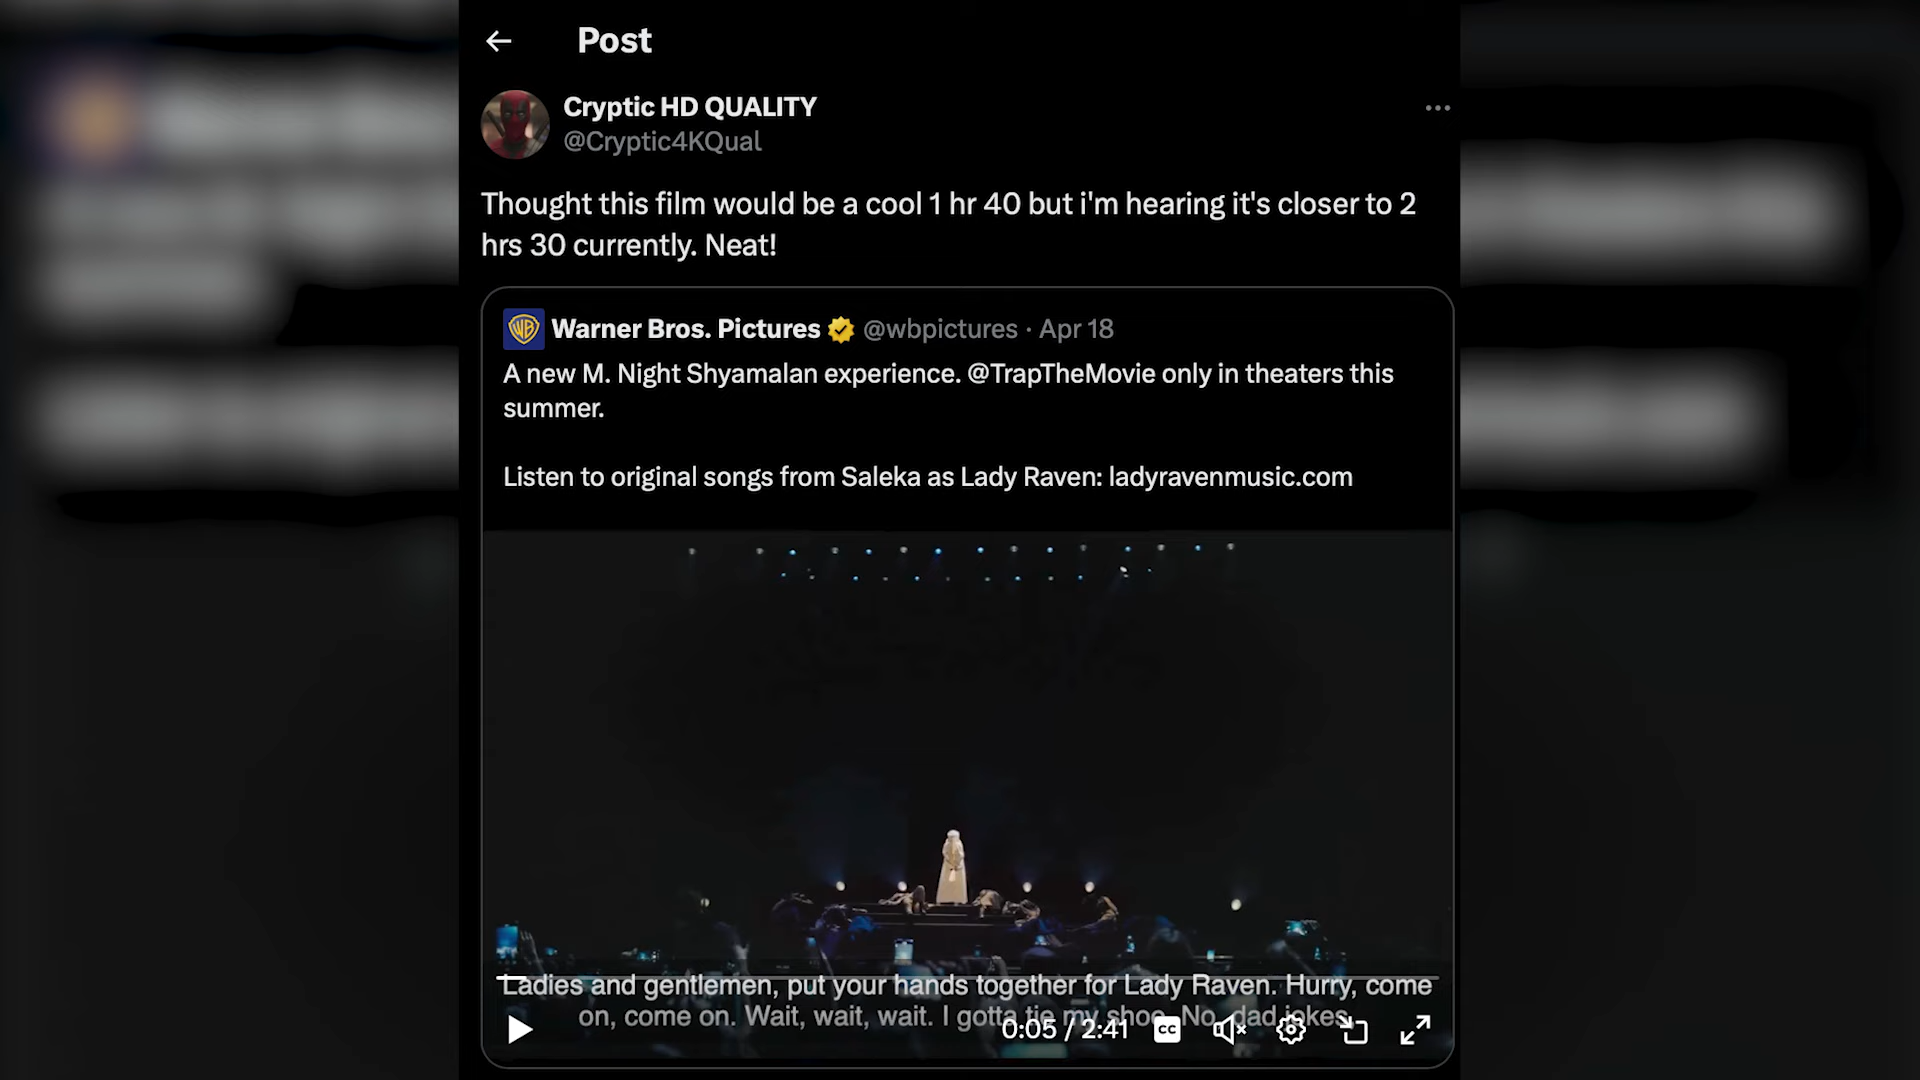 Post
Cryptic HD QUALITY
@Cryptic4KQual
Thought this film would be a cool 1 hr 40 but i'm hearing it's closer to 2
hrs 30 currently. Neat!
WB
Warner Bros. Pictures @wbpictures · Apr 18
A new M. Night Shyamalan experience. @TrapTheMovie only in theaters this
summer.
Listen to original songs from Saleka as Lady Raven: ladyravenmusic.com
Ladies and gentlemen, put your hands together for Lady Raven. Hurry, come
on, come on. Wait, wait, wait. I gotta tie my shoe. No, dad jokes.
0:05 / 2:41 CC